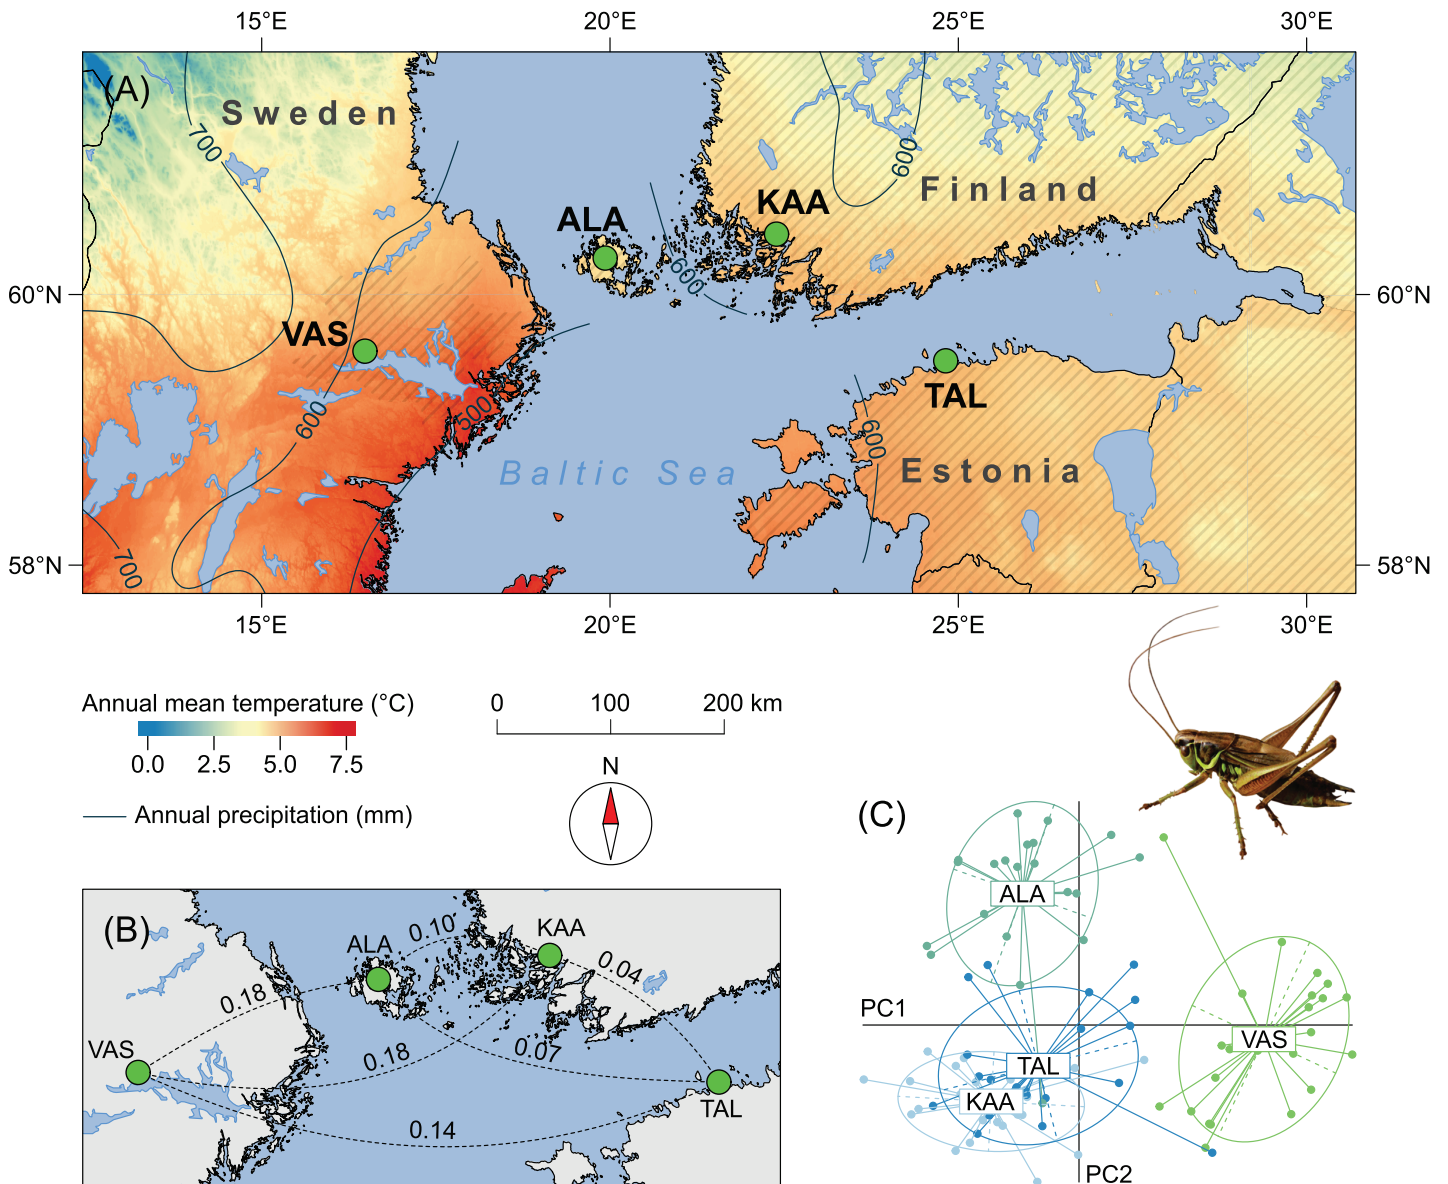 15°E 20°E 25°E 30°E
(A)
Sweden
700
600
Finland
KAA
ALA
600
60°N 60°N
VAS
TAL
600
500
600
Baltic Sea
Estonia
700
58°N 58°N
15°E 20°E 25°E 30°E
Annual mean temperature (°C)
0.0 2.5 5.0 7.5
Annual precipitation (mm)
0 100 200 km
N
(B)
ALA
0.10
KAA
0.04
0.18
VAS
0.18
0.07
TAL
0.14
(C)
ALA
PC1
VAS
TAL
KAA
PC2